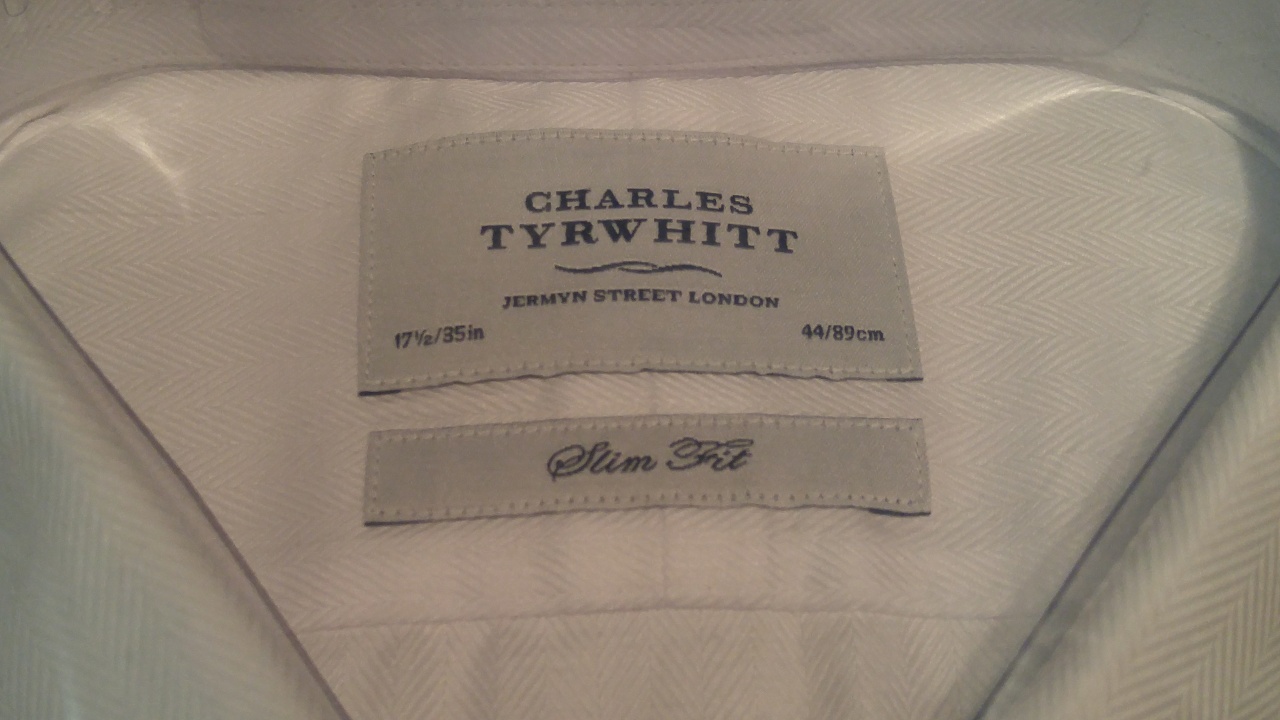 CHARLES
TYRWHITT
JERMYN STREET LONDON
17½/35in 44/89cm
Slim Fit